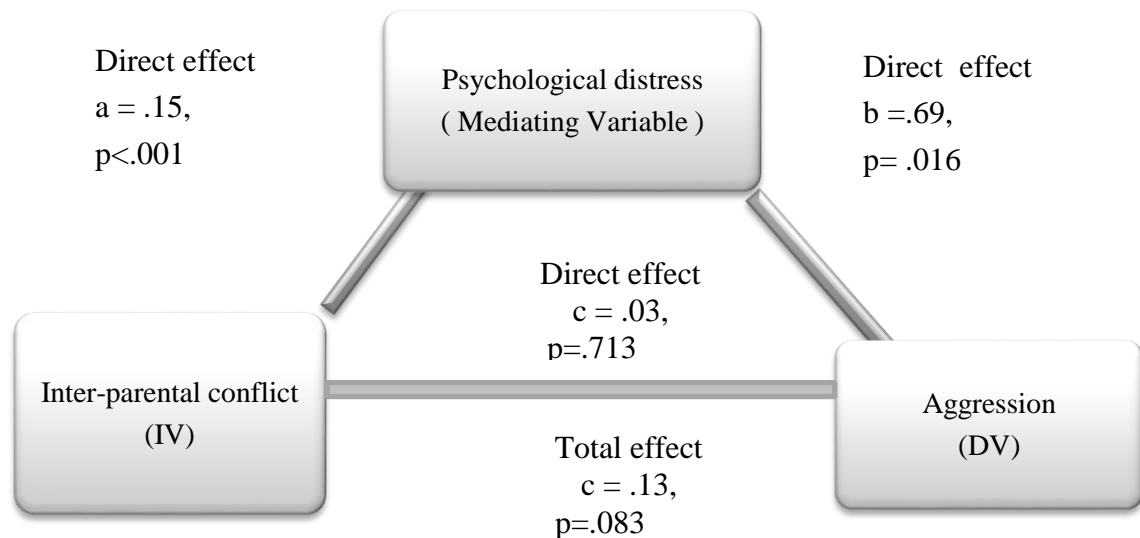 Direct effect
a = .15,
p<.001
Psychological distress
( Mediating Variable )
Direct  effect
b =.69,
p= .016
Direct effect
c = .03,
p=.713
Inter-parental conflict
(IV)
Aggression
(DV)
Total effect
c = .13,
p=.083